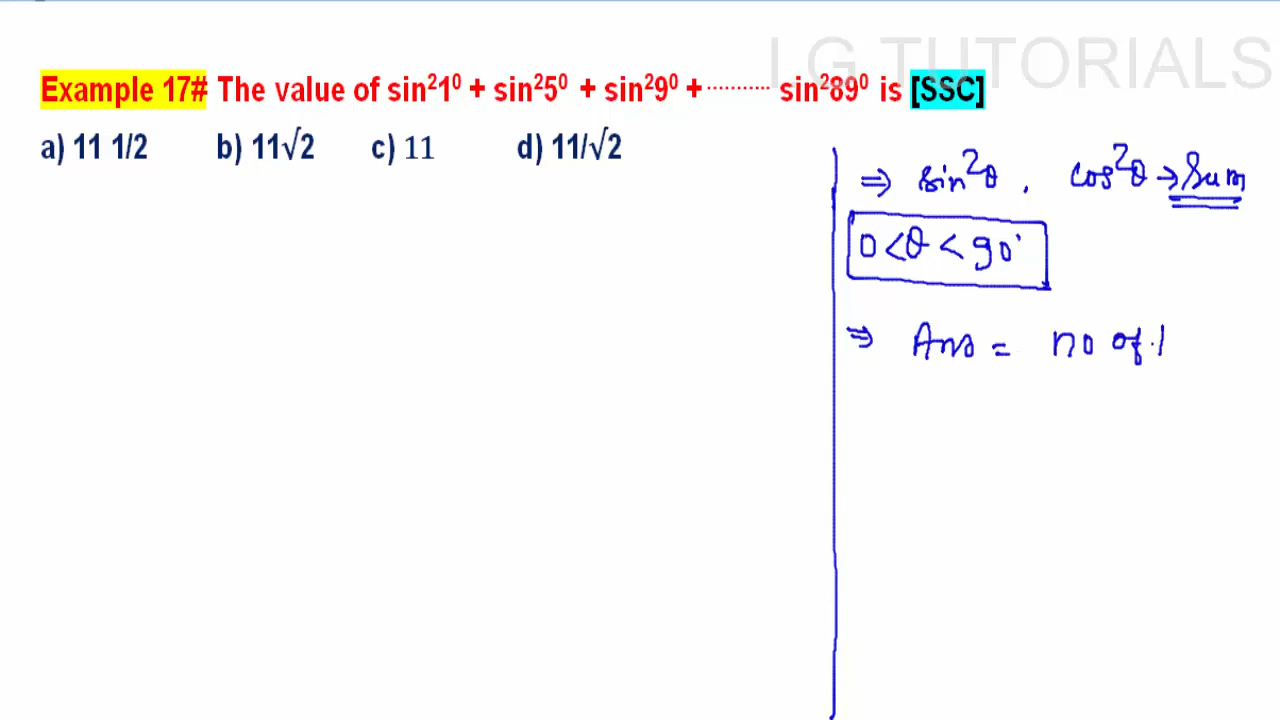 LG TUTORIALS
Example 17# The value of sin²1⁰ + sin²5⁰ + sin²9⁰ + ........... sin²89⁰ is [SSC]
a) 11 1/2 b) 11√2 c) 11 d) 11/√2
⇒ sin²θ . cos²θ → Sum
0 < θ < 90°
⇒ Ans = no of